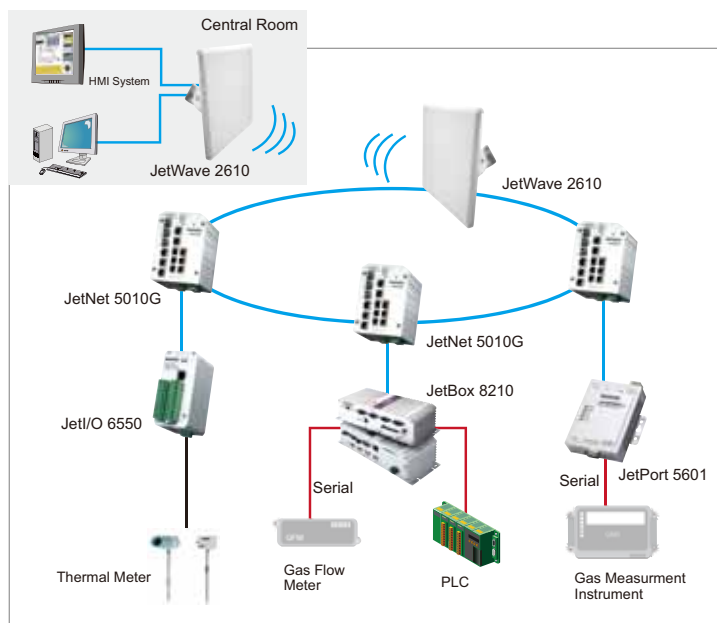 Central Room
HMI System
JetWave 2610
JetWave 2610
JetNet 5010G
JetNet 5010G
JetBox 8210
JetI/O 6550
JetPort 5601
Serial
Serial
GFM
Thermal Meter
Gas Flow
Meter
PLC
Gas Measurment
Instrument